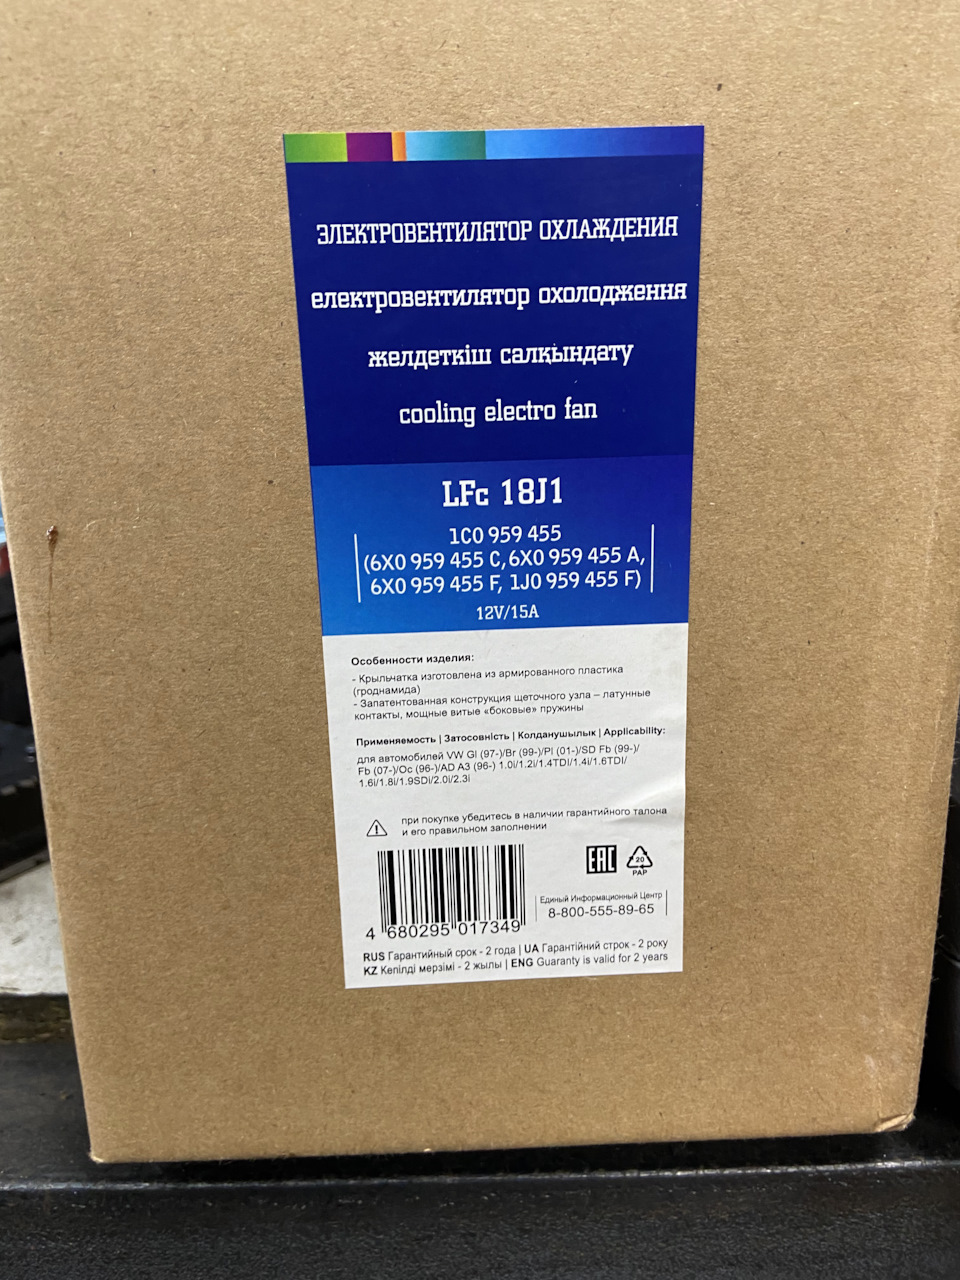 ЭЛЕКТРОВЕНТИЛЯТОР ОХЛАЖДЕНИЯ
електровентилятор охолодження
желдеткіш салқындату
cooling electro fan
LFc 18J1
1C0 959 455
(6X0 959 455 C, 6X0 959 455 A,
6X0 959 455 F, 1J0 959 455 F)
12V/15A
Особенности изделия:
- Крыльчатка изготовлена из армированного пластика
(гроднамида)
- Запатентованная конструкция щеточного узла – латунные
контакты, мощные витые «боковые» пружины
Применяемость | Затосовність | Колданушылык | Applicability:
для автомобилей VW Gl (97-)/Br (99-)/Pl (01-)/SD Fb (99-)/
Fb (07-)/Oc (96-)/AD A3 (96-) 1.0i/1.2i/1.4TDI/1.4i/1.6TDI/
1.6i/1.8i/1.9SDi/2.0i/2.3i
при покупке убедитесь в наличии гарантийного талона
и его правильном заполнении
EAC
20
PAP
Единый Информационный Центр
8-800-555-89-65
4 680295 017349
RUS Гарантийный срок - 2 года | UA Гарантійний строк - 2 року
KZ Кепілді мерзімі - 2 жылы | ENG Guaranty is valid for 2 years